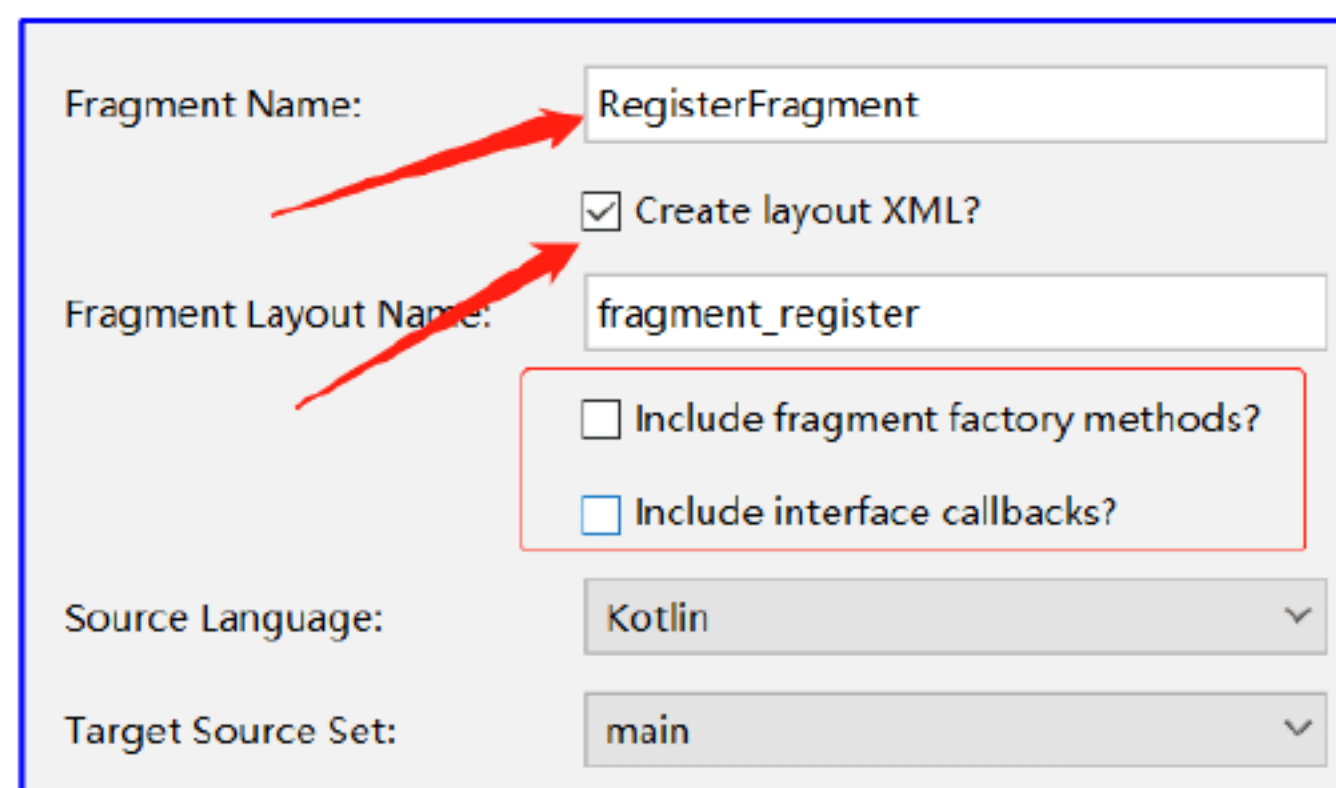 Fragment Name: RegisterFragment
Create layout XML?
Fragment Layout Name: fragment_register
Include fragment factory methods?
Include interface callbacks?
Source Language: Kotlin
Target Source Set: main